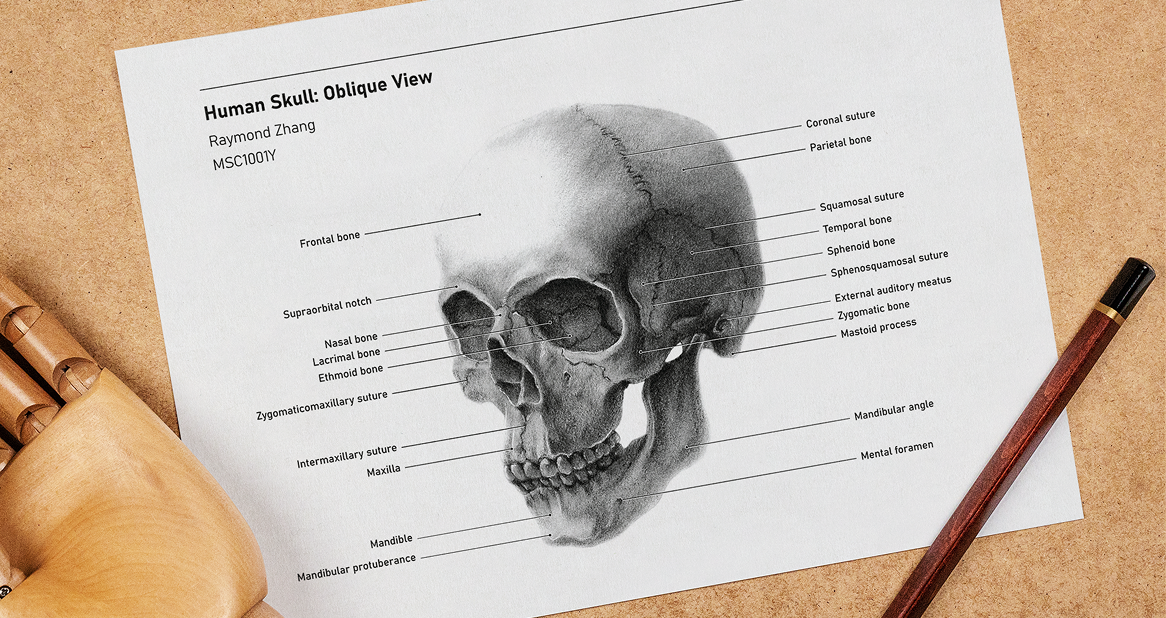 Human Skull: Oblique View
Raymond Zhang
MSC1001Y
Coronal suture
Parietal bone
Squamosal suture
Temporal bone
Sphenoid bone
Sphenosquamosal suture
External auditory meatus
Zygomatic bone
Mastoid process
Mandibular angle
Mental foramen
Frontal bone
Supraorbital notch
Nasal bone
Lacrimal bone
Ethmoid bone
Zygomaticomaxillary suture
Intermaxillary suture
Maxilla
Mandible
Mandibular protuberance